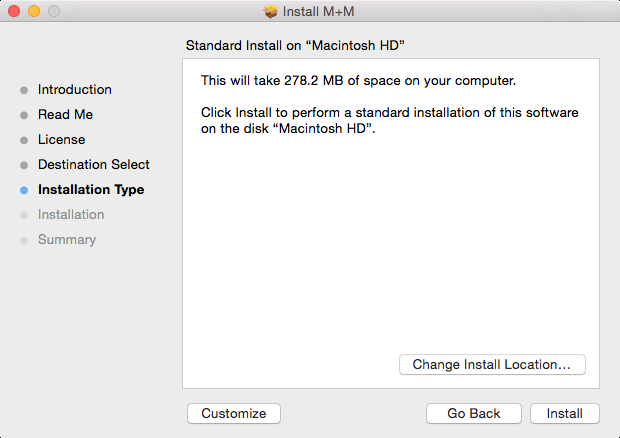 Install M+M
Standard Install on “Macintosh HD”
Introduction
Read Me
License
Destination Select
Installation Type
Installation
Summary
This will take 278.2 MB of space on your computer.
Click Install to perform a standard installation of this software
on the disk “Macintosh HD”.
Change Install Location…
Customize
Go Back
Install